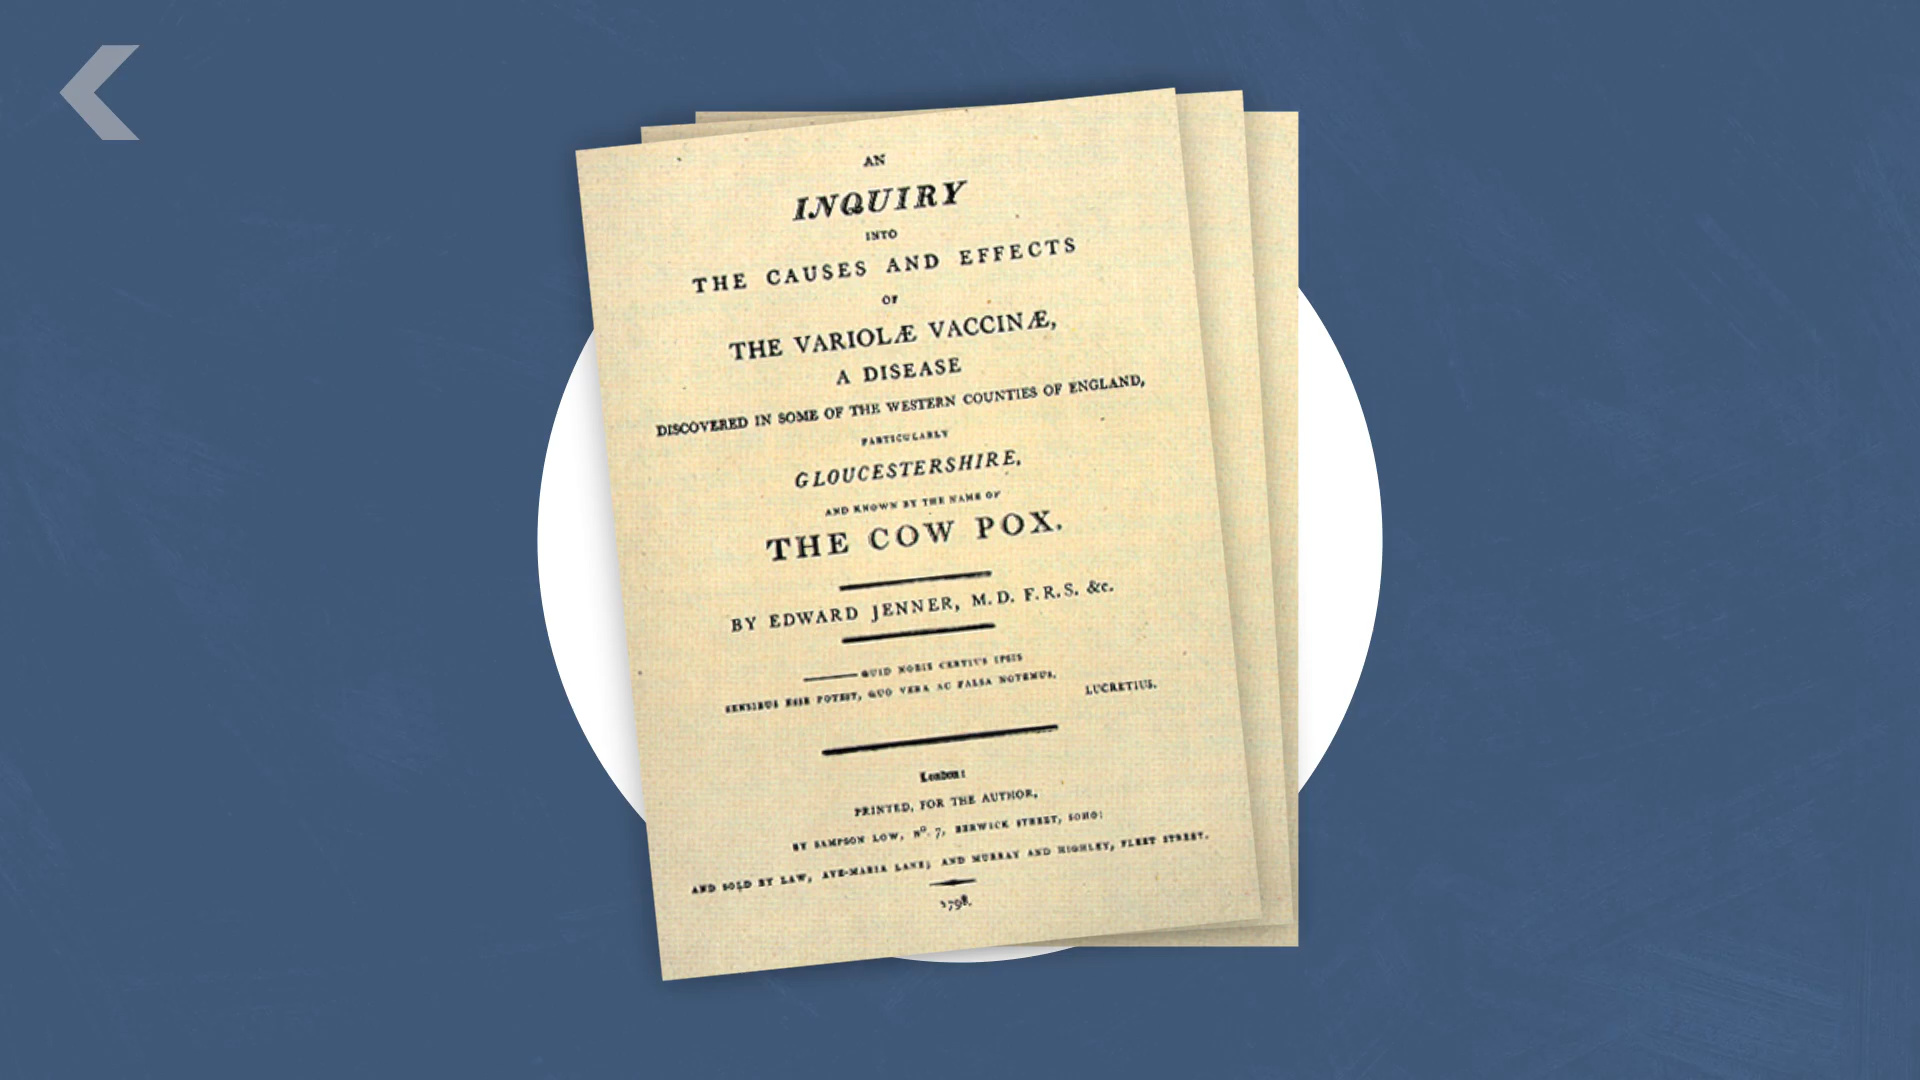 AN
INQUIRY
INTO
THE CAUSES AND EFFECTS
OF
THE VARIOLÆ VACCINÆ,
A DISEASE
DISCOVERED IN SOME OF THE WESTERN COUNTIES OF ENGLAND,
PARTICULARLY
GLOUCESTERSHIRE,
AND KNOWN BY THE NAME OF
THE COW POX.
BY EDWARD JENNER, M.D. F.R.S. &c.
QUID NOBIS CERTIUS IPSIS
SENSIBUS ESSE POTEST, QUO VERA AC FALSA NOTEMUS.
LUCRETIUS.
London:
PRINTED, FOR THE AUTHOR,
BY SAMPSON LOW, No. 7, BERWICK STREET, SOHO:
AND SOLD BY LAW, AVE-MARIA LANE; AND MURRAY AND HIGHLEY, FLEET STREET.
1798.